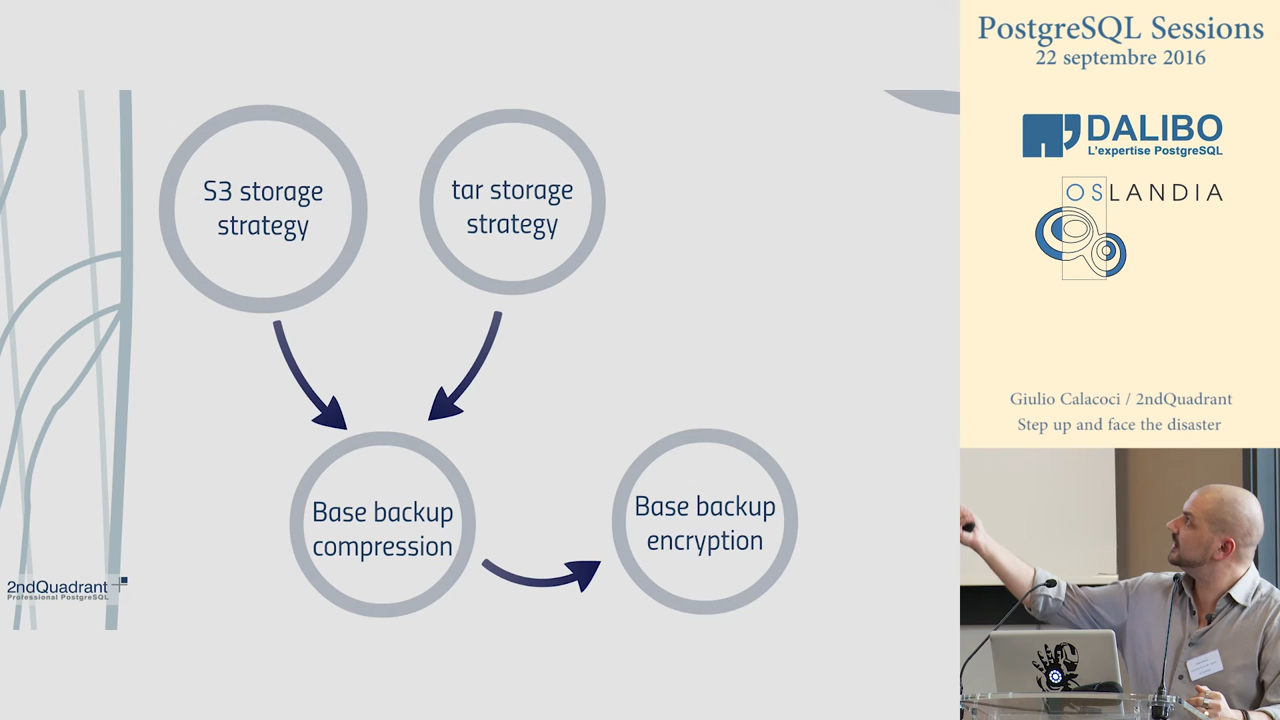 S3 storage
strategy
tar storage
strategy
Base backup
compression
Base backup
encryption
2ndQuadrant
Professional PostgreSQL
PostgreSQL Sessions
22 septembre 2016
DALIBO
L'expertise PostgreSQL
OSLANDIA
Giulio Calacoci / 2ndQuadrant
Step up and face the disaster